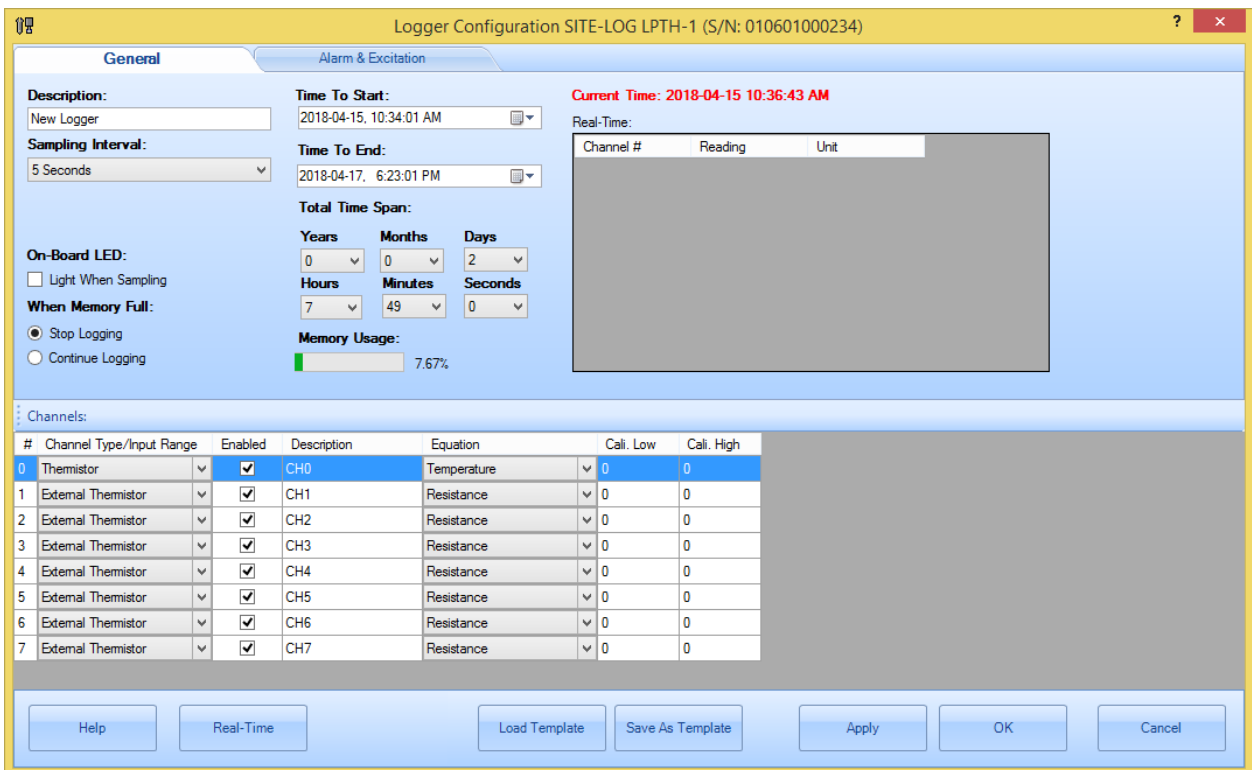 Logger Configuration SITE-LOG LPTH-1 (S/N: 010601000234)
?
General
Alarm & Excitation
Description:
New Logger
Sampling Interval:
5 Seconds
On-Board LED:
Light When Sampling
When Memory Full:
Stop Logging
Continue Logging
Time To Start:
2018-04-15, 10:34:01 AM
Time To End:
2018-04-17, 6:23:01 PM
Total Time Span:
Years Months Days
0 0 2
Hours Minutes Seconds
7 49 0
Memory Usage:
7.67%
Current Time: 2018-04-15 10:36:43 AM
Real-Time:
Channel # Reading Unit
Channels:
# Channel Type/Input Range Enabled Description Equation Cali. Low Cali. High
0 Thermistor CH0 Temperature 0 0
1 External Thermistor CH1 Resistance 0 0
2 External Thermistor CH2 Resistance 0 0
3 External Thermistor CH3 Resistance 0 0
4 External Thermistor CH4 Resistance 0 0
5 External Thermistor CH5 Resistance 0 0
6 External Thermistor CH6 Resistance 0 0
7 External Thermistor CH7 Resistance 0 0
Help Real-Time Load Template Save As Template Apply OK Cancel